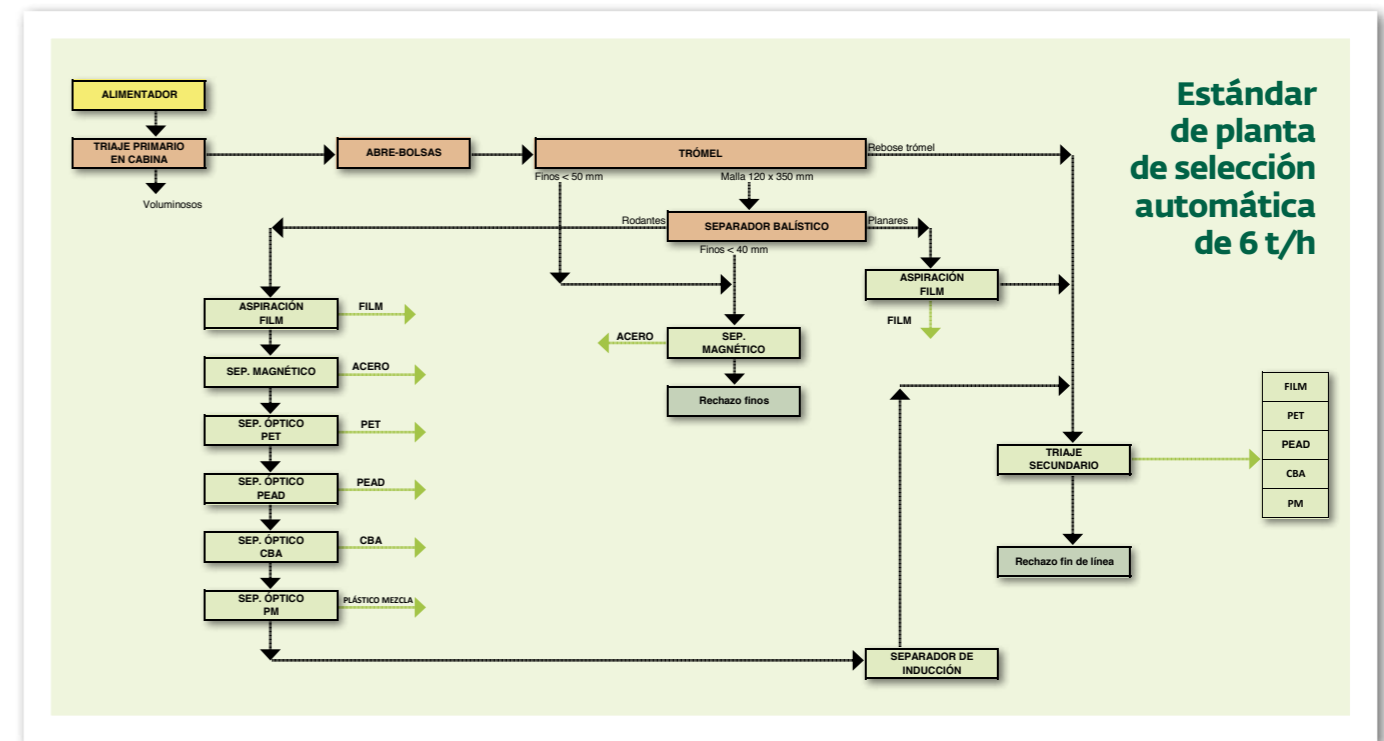 Estándar
de planta
de selección
automática
de 6 t/h
ALIMENTADOR
TRIAJE PRIMARIO
EN CABINA
Voluminosos
ABRE-BOLSAS
TRÓMEL
Rebose trómel
Finos < 50 mm
Malla 120 x 350 mm
Rodantes
SEPARADOR BALÍSTICO
Planares
Finos < 40 mm
ASPIRACIÓN
FILM
FILM
ASPIRACIÓN
FILM
FILM
SEP. MAGNÉTICO
ACERO
ACERO
SEP.
MAGNÉTICO
Rechazo finos
SEP. ÓPTICO
PET
PET
SEP. ÓPTICO
PEAD
PEAD
SEP. ÓPTICO
CBA
CBA
SEP. ÓPTICO
PM
PLÁSTICO MEZCLA
SEPARADOR DE
INDUCCIÓN
TRIAJE
SECUNDARIO
Rechazo fin de línea
FILM
PET
PEAD
CBA
PM